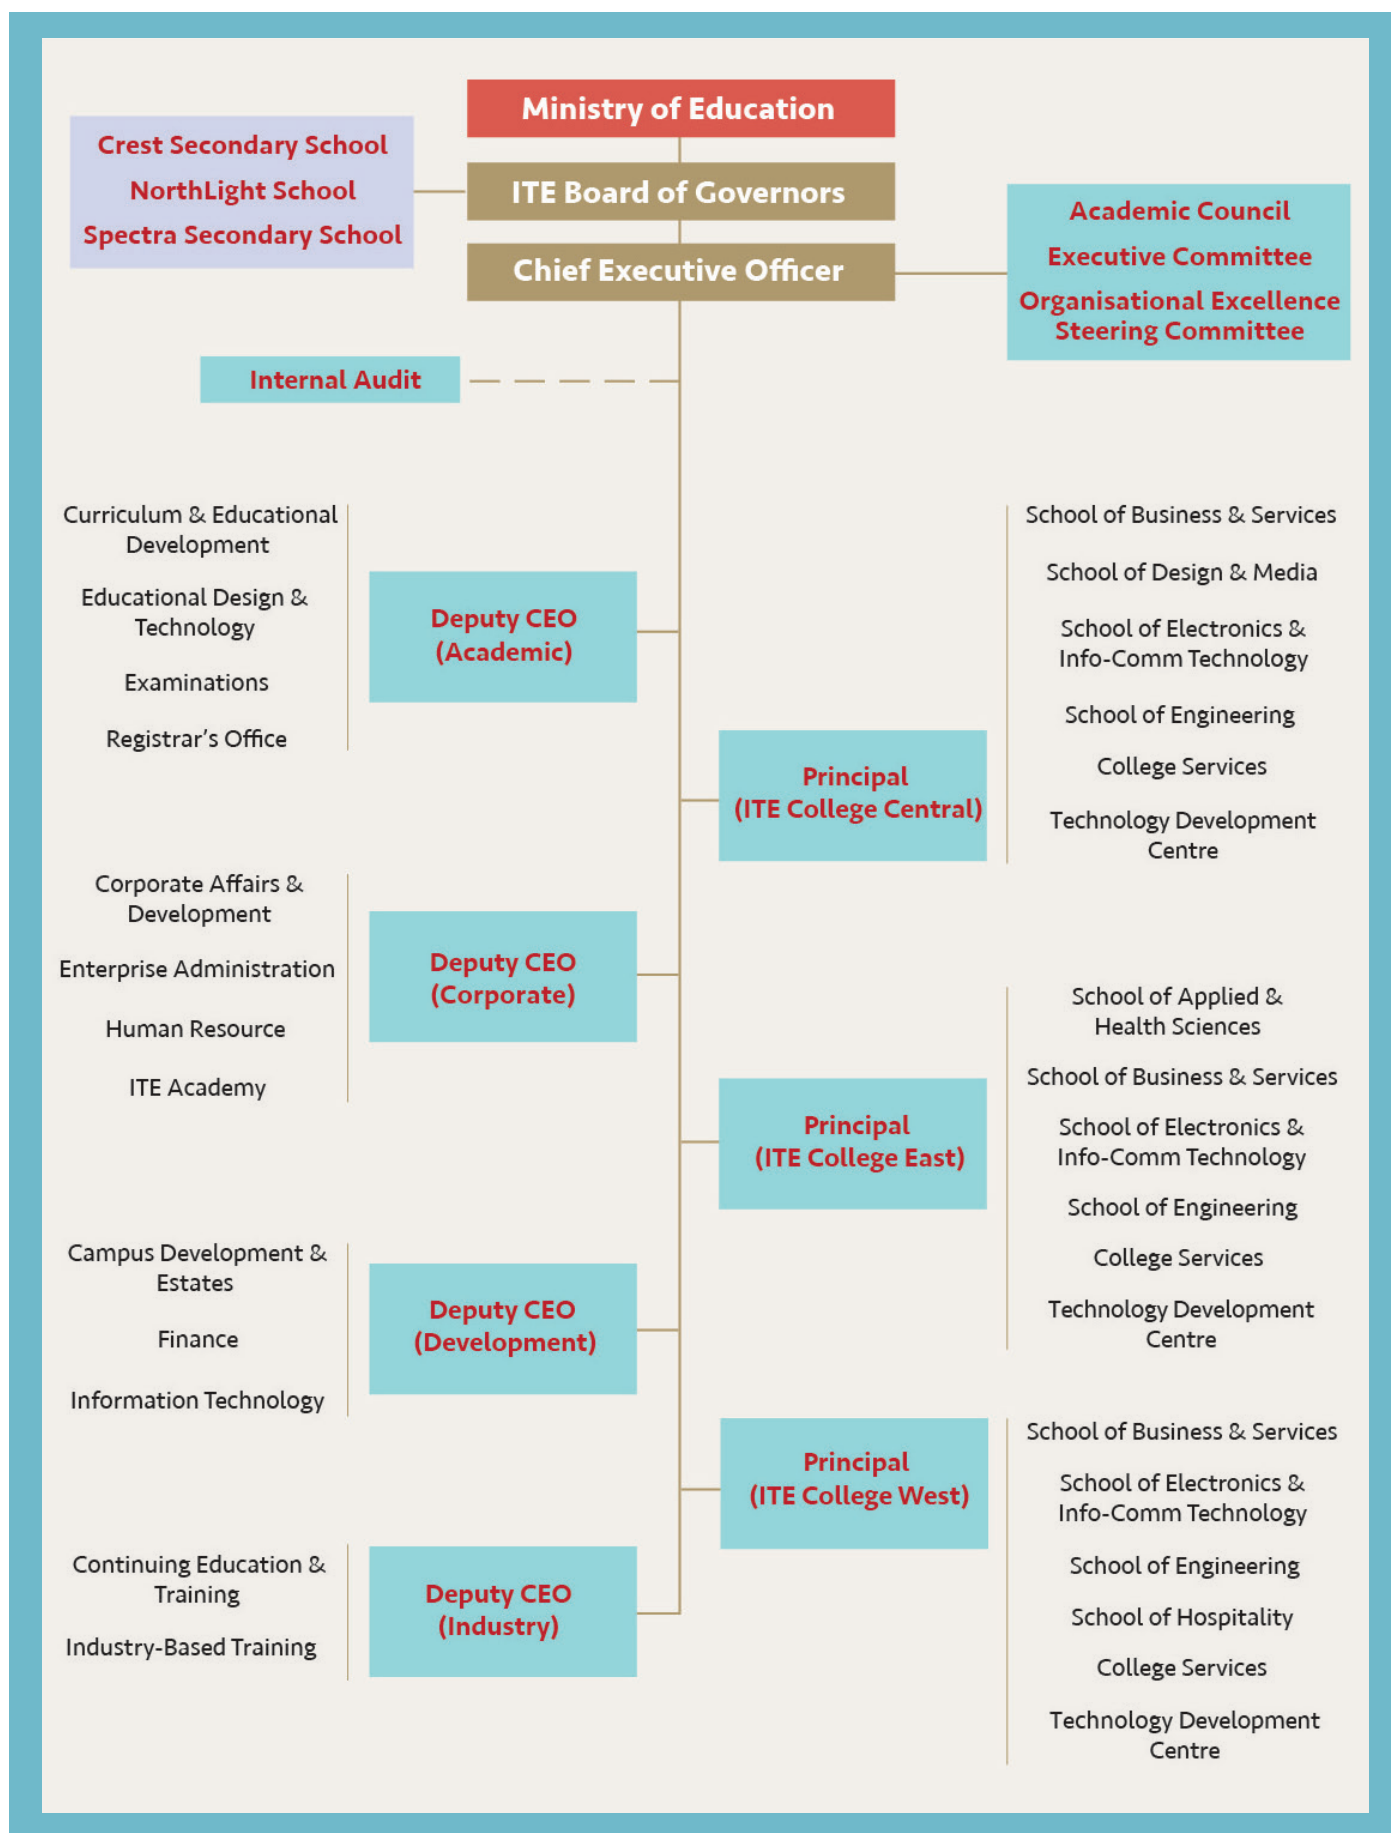 Ministry of Education
Crest Secondary School
NorthLight School
Spectra Secondary School
ITE Board of Governors
Chief Executive Officer
Academic Council
Executive Committee
Organisational Excellence
Steering Committee
Internal Audit
Curriculum & Educational
Development
Educational Design &
Technology
Examinations
Registrar’s Office
Deputy CEO
(Academic)
Principal
(ITE College Central)
School of Business & Services
School of Design & Media
School of Electronics &
Info-Comm Technology
School of Engineering
College Services
Technology Development
Centre
Corporate Affairs &
Development
Enterprise Administration
Human Resource
ITE Academy
Deputy CEO
(Corporate)
Principal
(ITE College East)
School of Applied &
Health Sciences
School of Business & Services
School of Electronics &
Info-Comm Technology
School of Engineering
College Services
Technology Development
Centre
Campus Development &
Estates
Finance
Information Technology
Deputy CEO
(Development)
Principal
(ITE College West)
School of Business & Services
School of Electronics &
Info-Comm Technology
School of Engineering
School of Hospitality
College Services
Technology Development
Centre
Continuing Education &
Training
Industry-Based Training
Deputy CEO
(Industry)